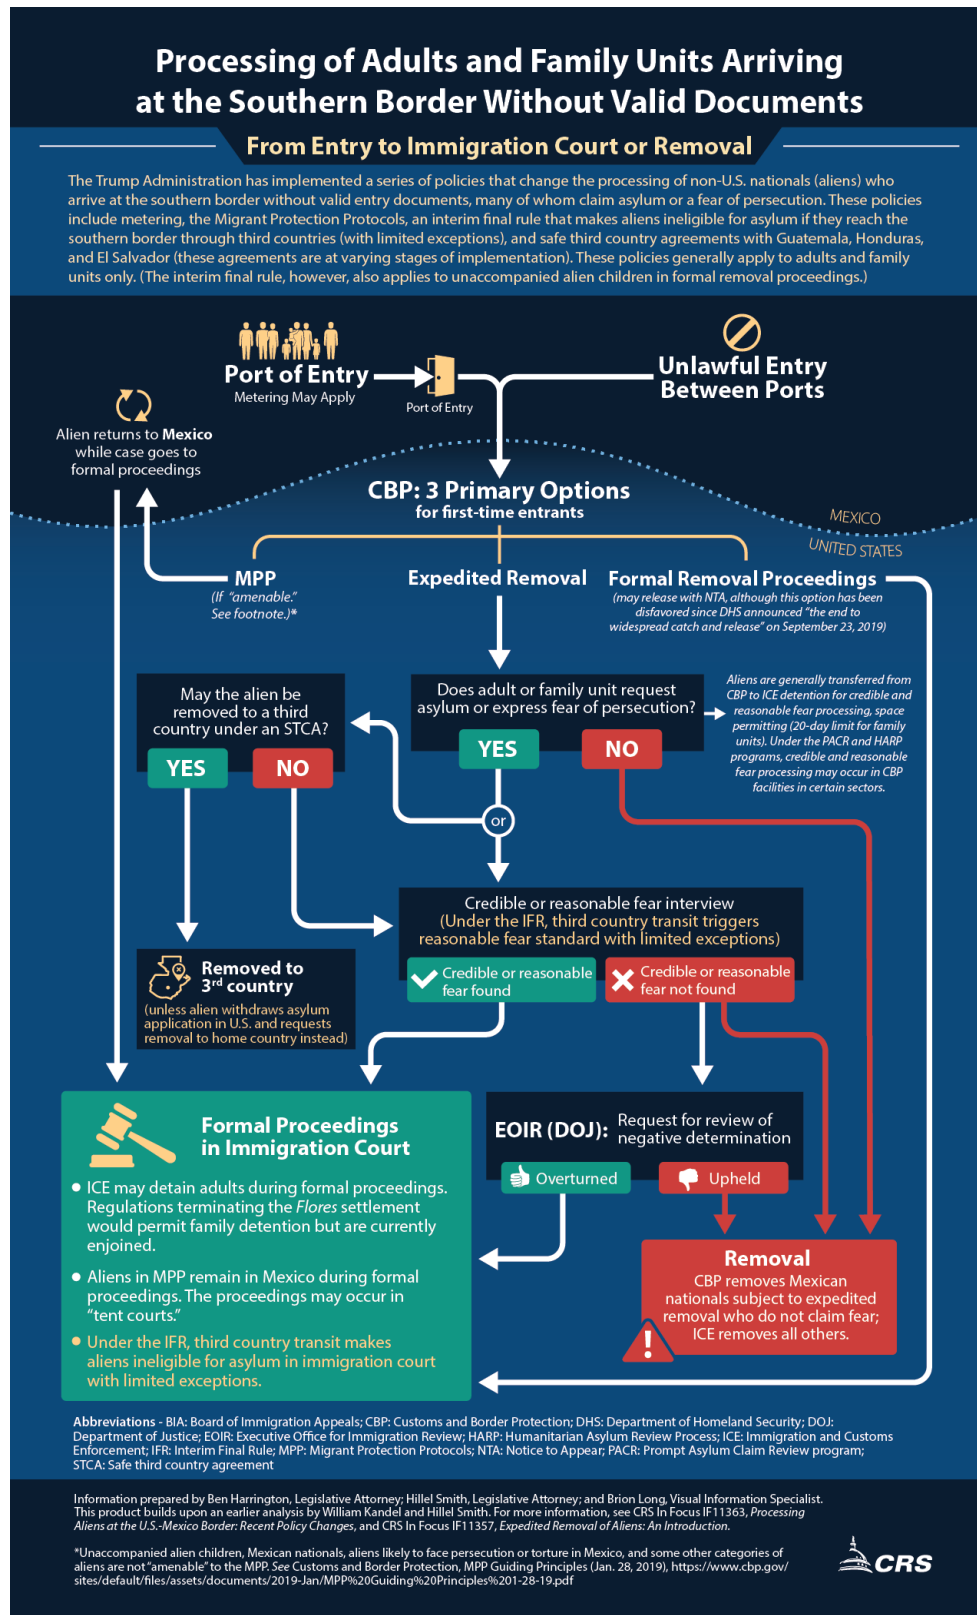 Processing of Adults and Family Units Arriving
at the Southern Border Without Valid Documents
From Entry to Immigration Court or Removal
The Trump Administration has implemented a series of policies that change the processing of non-U.S. nationals (aliens) who
arrive at the southern border without valid entry documents, many of whom claim asylum or a fear of persecution. These policies
include metering, the Migrant Protection Protocols, an interim final rule that makes aliens ineligible for asylum if they reach the
southern border through third countries (with limited exceptions), and safe third country agreements with Guatemala, Honduras,
and El Salvador (these agreements are at varying stages of implementation). These policies generally apply to adults and family
units only. (The interim final rule, however, also applies to unaccompanied alien children in formal removal proceedings.)
Port of Entry
Metering May Apply
Port of Entry
Unlawful Entry
Between Ports
Alien returns to Mexico
while case goes to
formal proceedings
CBP: 3 Primary Options
for first-time entrants
MEXICO
UNITED STATES
MPP
(If "amenable."
See footnote.)*
Expedited Removal
Formal Removal Proceedings
(may release with NTA, although this option has been
disfavored since DHS announced "the end to
widespread catch and release" on September 23, 2019)
May the alien be
removed to a third
country under an STCA?
YES
NO
Does adult or family unit request
asylum or express fear of persecution?
YES
NO
Aliens are generally transferred from
CBP to ICE detention for credible and
reasonable fear processing, space
permitting (20-day limit for family
units). Under the PACR and HARP
programs, credible and reasonable
fear processing may occur in CBP
facilities in certain sectors.
or
Credible or reasonable fear interview
(Under the IFR, third country transit triggers
reasonable fear standard with limited exceptions)
Credible or reasonable
fear found
Credible or reasonable
fear not found
Removed to
3rd country
(unless alien withdraws asylum
application in U.S. and requests
removal to home country instead)
Formal Proceedings
in Immigration Court
• ICE may detain adults during formal proceedings.
Regulations terminating the Flores settlement
would permit family detention but are currently
enjoined.
• Aliens in MPP remain in Mexico during formal
proceedings. The proceedings may occur in
"tent courts."
• Under the IFR, third country transit makes
aliens ineligible for asylum in immigration court
with limited exceptions.
EOIR (DOJ): Request for review of
negative determination
Overturned
Upheld
Removal
CBP removes Mexican
nationals subject to expedited
removal who do not claim fear;
ICE removes all others.
!
Abbreviations - BIA: Board of Immigration Appeals; CBP: Customs and Border Protection; DHS: Department of Homeland Security; DOJ:
Department of Justice; EOIR: Executive Office for Immigration Review; HARP: Humanitarian Asylum Review Process; ICE: Immigration and Customs
Enforcement; IFR: Interim Final Rule; MPP: Migrant Protection Protocols; NTA: Notice to Appear; PACR: Prompt Asylum Claim Review program;
STCA: Safe third country agreement
Information prepared by Ben Harrington, Legislative Attorney; Hillel Smith, Legislative Attorney; and Brion Long, Visual Information Specialist.
This product builds upon an earlier analysis by William Kandel and Hillel Smith. For more information, see CRS In Focus IF11363, Processing
Aliens at the U.S.-Mexico Border: Recent Policy Changes, and CRS In Focus IF11357, Expedited Removal of Aliens: An Introduction.
*Unaccompanied alien children, Mexican nationals, aliens likely to face persecution or torture in Mexico, and some other categories of
aliens are not "amenable" to the MPP. See Customs and Border Protection, MPP Guiding Principles (Jan. 28, 2019), https://www.cbp.gov/
sites/default/files/assets/documents/2019-Jan/MPP%20Guiding%20Principles%201-28-19.pdf
CRS